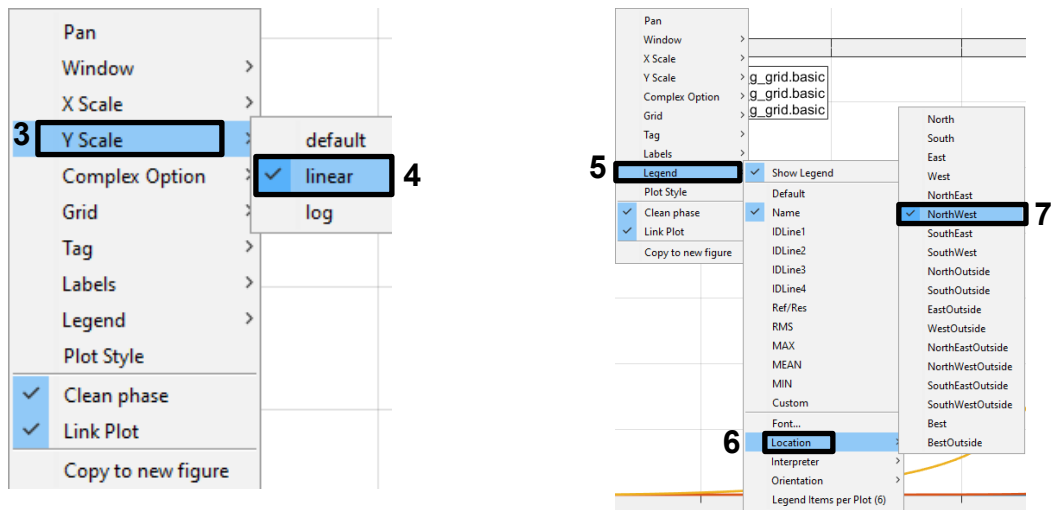 Pan
Window
X Scale
3 Y Scale
Complex Option
Grid
Tag
Labels
Legend
Plot Style
Clean phase
Link Plot
Copy to new figure
default
linear 4
log
Pan
Window
X Scale
Y Scale
Complex Option
Grid
Tag
Labels
5 Legend
Plot Style
Clean phase
Link Plot
Copy to new figure
g_grid.basic
g_grid.basic
g_grid.basic
Show Legend
Default
Name
IDLine1
IDLine2
IDLine3
IDLine4
Ref/Res
RMS
MAX
MEAN
MIN
Custom
Font...
6 Location
Interpreter
Orientation
Legend Items per Plot (6)
North
South
East
West
NorthEast
NorthWest 7
SouthEast
SouthWest
NorthOutside
SouthOutside
EastOutside
WestOutside
NorthEastOutside
NorthWestOutside
SouthEastOutside
SouthWestOutside
Best
BestOutside